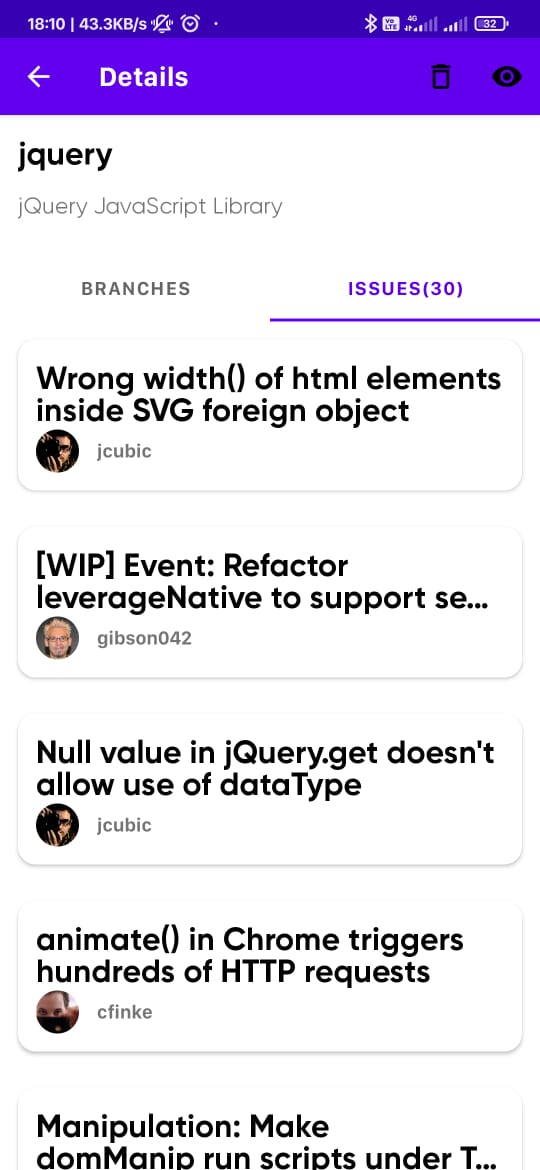 18:10 | 43.3KB/s
Vo LTE 4G 32
Details
jquery
jQuery JavaScript Library
BRANCHES ISSUES(30)
Wrong width() of html elements
inside SVG foreign object
jcubic
[WIP] Event: Refactor
leverageNative to support se...
gibson042
Null value in jQuery.get doesn't
allow use of dataType
jcubic
animate() in Chrome triggers
hundreds of HTTP requests
cfinke
Manipulation: Make
domManip run scripts under T...